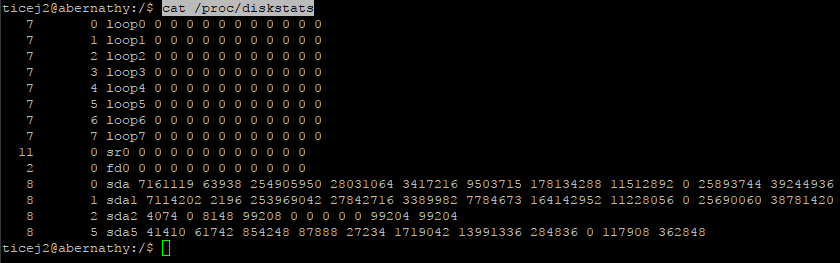 ticej2@abernathy:/$ cat /proc/diskstats
7 0 loop0 0 0 0 0 0 0 0 0 0 0 0
7 1 loop1 0 0 0 0 0 0 0 0 0 0 0
7 2 loop2 0 0 0 0 0 0 0 0 0 0 0
7 3 loop3 0 0 0 0 0 0 0 0 0 0 0
7 4 loop4 0 0 0 0 0 0 0 0 0 0 0
7 5 loop5 0 0 0 0 0 0 0 0 0 0 0
7 6 loop6 0 0 0 0 0 0 0 0 0 0 0
7 7 loop7 0 0 0 0 0 0 0 0 0 0 0
11 0 sr0 0 0 0 0 0 0 0 0 0 0 0
2 0 fd0 0 0 0 0 0 0 0 0 0 0 0
8 0 sda 7161119 63938 254905950 28031064 3417216 9503715 178134288 11512892 0 25893744 39244936
8 1 sda1 7114202 2196 253969042 27842716 3389982 7784673 164142952 11228056 0 25690060 38781420
8 2 sda2 4074 0 8148 99208 0 0 0 0 0 99204 99204
8 5 sda5 41410 61742 854248 87888 27234 1719042 13991336 284836 0 117908 362848
ticej2@abernathy:/$